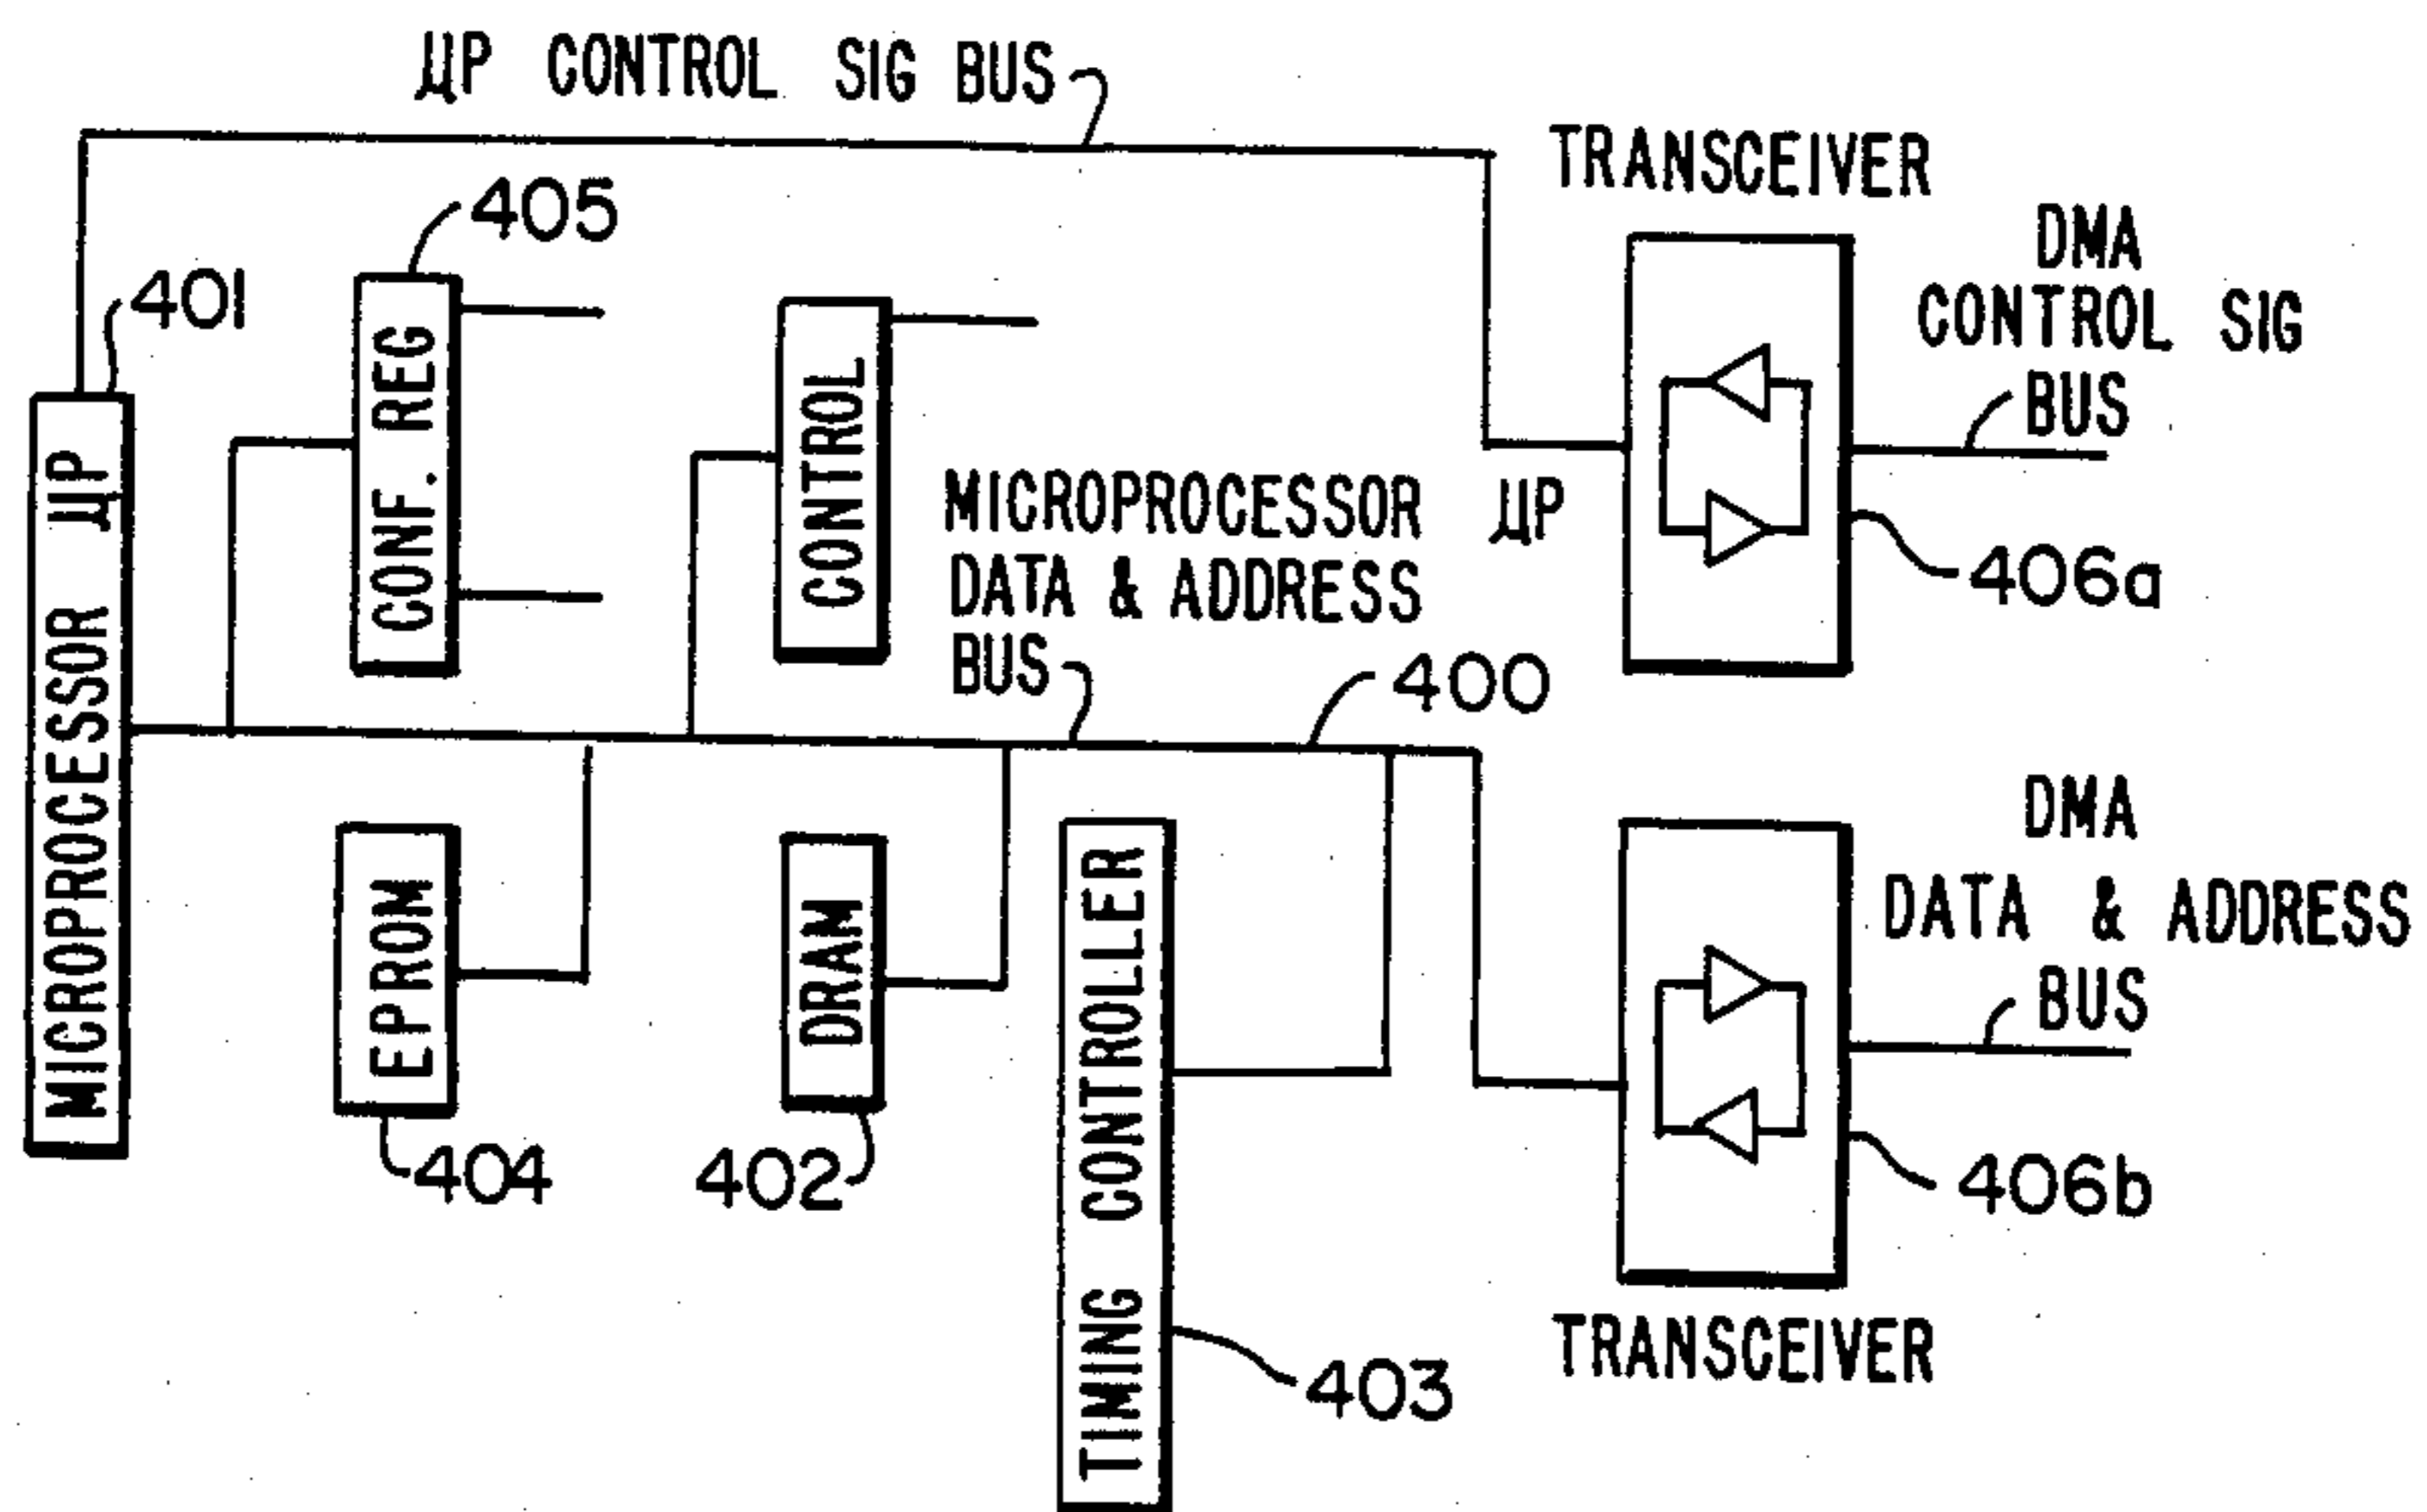 µP CONTROL SIG BUS
TRANSCEIVER
405
DMA
CONTROL SIG
BUS
401
CONF. REG
CONTROL
MICROPROCESSOR µP
MICROPROCESSOR
DATA & ADDRESS
BUS
µP
406a
400
DMA
DATA & ADDRESS
BUS
EPROM
DRAM
TIMING CONTROLLER
404
402
406b
TRANSCEIVER
403